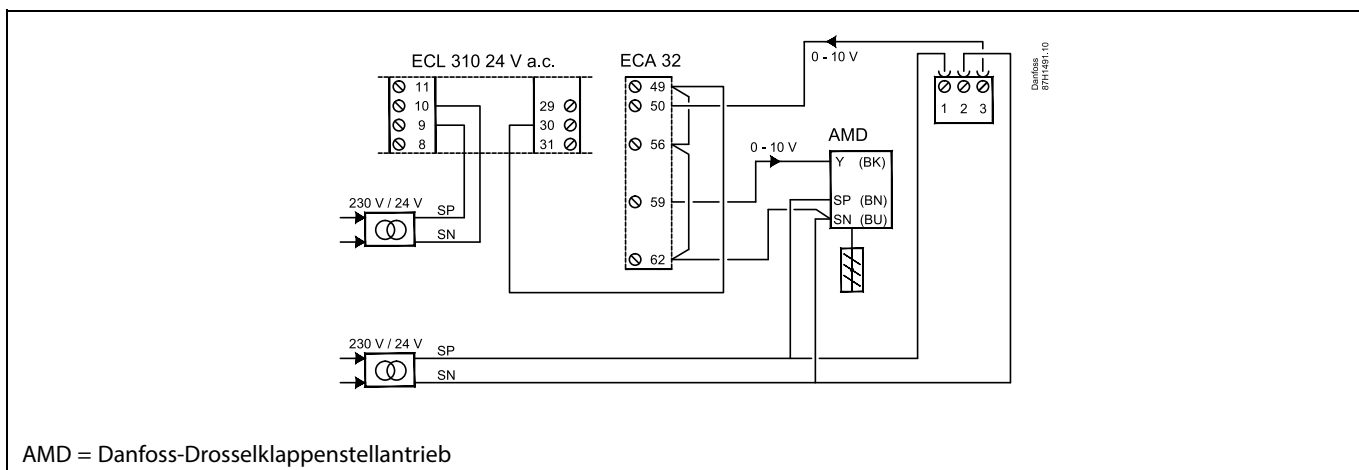 ECL 310 24 V a.c.
11
10
9
8
29
30
31
ECA 32
49
50
56
59
62
0 - 10 V
1 2 3
Danfoss
87H1491.10
AMD
0 - 10 V
Y (BK)
SP (BN)
SN (BU)
230 V / 24 V
SP
SN
230 V / 24 V
SP
SN
AMD = Danfoss-Drosselklappenstellantrieb